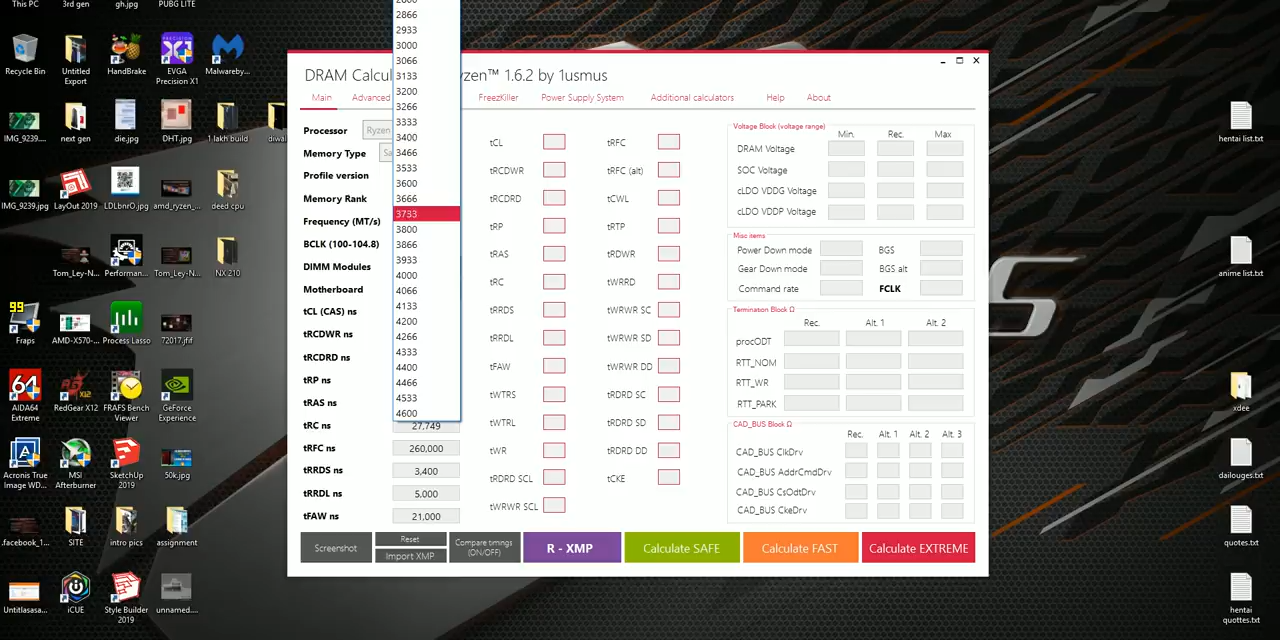 This PC
3rd gen
gh.jpg
PUBG LITE
Recycle Bin
Untitled Export
HandBrake
EVGA Precision X1
Malwareby...
IMG_9239...
next gen
die.jpg
DHT.jpg
1 lakh build
diwal
IMG_9239.jpg
LayOut 2019
LDLbnrO.jpg
amd_ryzen_...
deed cpu
Tom_Ley-N...
Performan...
Tom_Ley-N...
NX 210
99
Fraps
AMD-X570-...
Process Lasso
72017.jfif
64
AIDA64 Extreme
RedGear X12
FRAFS Bench Viewer
GeForce Experience
Acronis True Image WD...
MSI Afterburner
SketchUp 2019
50k.jpg
.facebook_1...
SITE
intro pics
assignment
Untitlasasa...
iCUE
Style Builder 2019
unnamed....
DRAM Calcu
yzen™ 1.6.2 by 1usmus
Main
Advanced
FreezKiller
Power Supply System
Additional calculators
Help
About
Processor
Ryzen
Memory Type
Sa
Profile version
Memory Rank
Frequency (MT/s)
BCLK (100-104.8)
DIMM Modules
Motherboard
tCL (CAS) ns
tRCDWR ns
tRCDRD ns
tRP ns
tRAS ns
tRC ns
27,749
tRFC ns
260,000
tRRDS ns
3,400
tRRDL ns
5,000
tFAW ns
21,000
2866
2933
3000
3066
3133
3200
3266
3333
3400
3466
3533
3600
3666
3733
3800
3866
3933
4000
4066
4133
4200
4266
4333
4400
4466
4533
4600
tCL
tRCDWR
tRCDRD
tRP
tRAS
tRC
tRRDS
tRRDL
tFAW
tWTRS
tWTRL
tWR
tRDRD SCL
tWRWR SCL
tRFC
tRFC (alt)
tCWL
tRTP
tRDWR
tWRRD
tWRWR SC
tWRWR SD
tWRWR DD
tRDRD SC
tRDRD SD
tRDRD DD
tCKE
Voltage Block (voltage range)
Min.
Rec.
Max
DRAM Voltage
SOC Voltage
cLDO VDDG Voltage
cLDO VDDP Voltage
Misc items
Power Down mode
BGS
Gear Down mode
BGS alt
Command rate
FCLK
Termination Block Ω
Rec.
Alt. 1
Alt. 2
procODT
RTT_NOM
RTT_WR
RTT_PARK
CAD_BUS Block Ω
Rec.
Alt. 1
Alt. 2
Alt. 3
CAD_BUS ClkDrv
CAD_BUS AddrCmdDrv
CAD_BUS CsOdtDrv
CAD_BUS CkeDrv
Screenshot
Reset
Import XMP
Compare timings
(ON/OFF)
R - XMP
Calculate SAFE
Calculate FAST
Calculate EXTREME
hentai list.txt
anime list.txt
xdee
dailouges.txt
quotes.txt
hentai quottes.txt